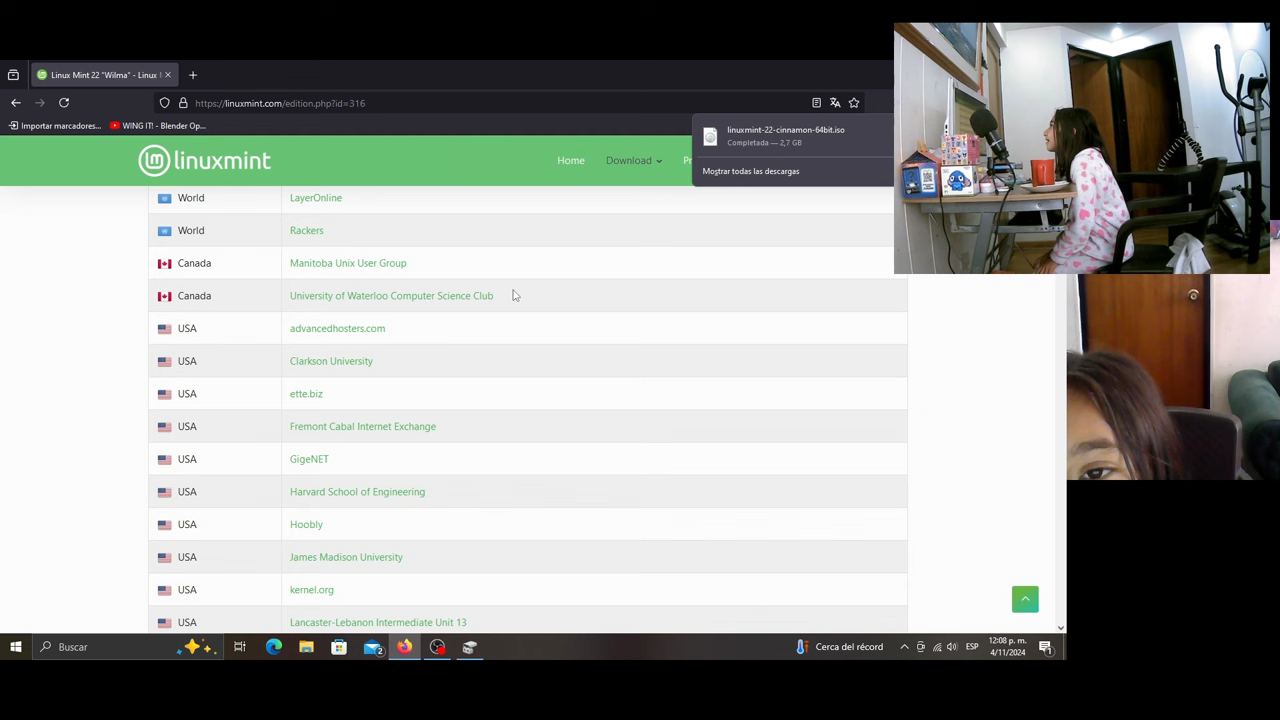 Linux Mint 22 "Wilma" - Linux
https://linuxmint.com/edition.php?id=316
Importar marcadores...
WING IT! - Blender Op...
linuxmint
Home
Download
Pr
linuxmint-22-cinnamon-64bit.iso
Completada — 2,7 GB
Mostrar todas las descargas
World LayerOnline
World Rackers
Canada Manitoba Unix User Group
Canada University of Waterloo Computer Science Club
USA advancedhosters.com
USA Clarkson University
USA ette.biz
USA Fremont Cabal Internet Exchange
USA GigeNET
USA Harvard School of Engineering
USA Hoobly
USA James Madison University
USA kernel.org
USA Lancaster-Lebanon Intermediate Unit 13
Buscar
2
Cerca del récord
ESP
12:08 p. m.
4/11/2024
1